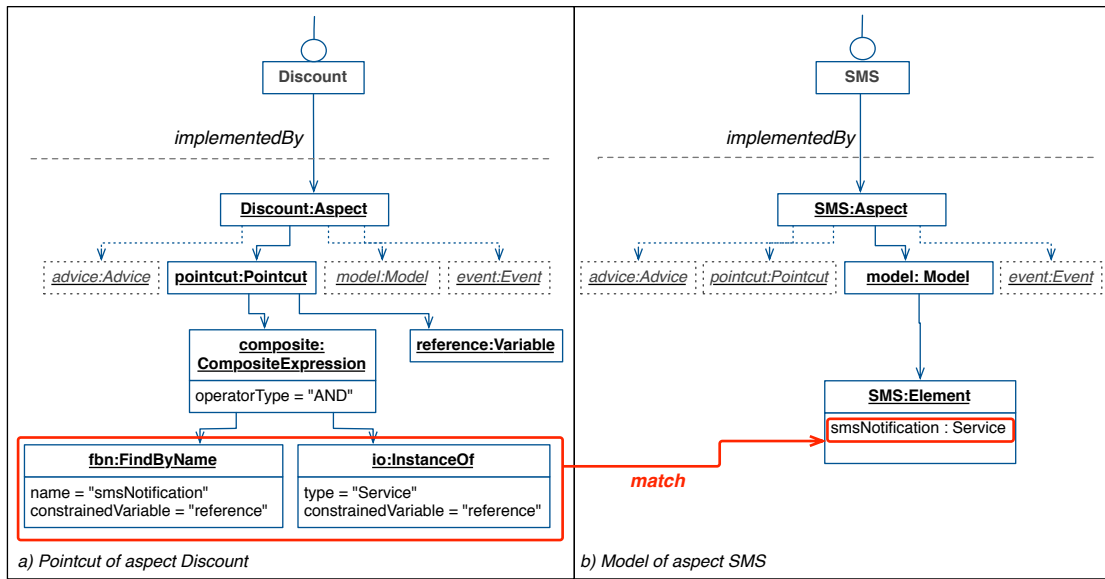 Discount
implementedBy
Discount:Aspect
advice:Advice
pointcut:Pointcut
model:Model
event:Event
composite:
CompositeExpression
operatorType = "AND"
reference:Variable
fbn:FindByName
name = "smsNotification"
constrainedVariable = "reference"
io:InstanceOf
type = "Service"
constrainedVariable = "reference"
a) Pointcut of aspect Discount
SMS
implementedBy
SMS:Aspect
advice:Advice
pointcut:Pointcut
model: Model
event:Event
SMS:Element
smsNotification : Service
match
b) Model of aspect SMS